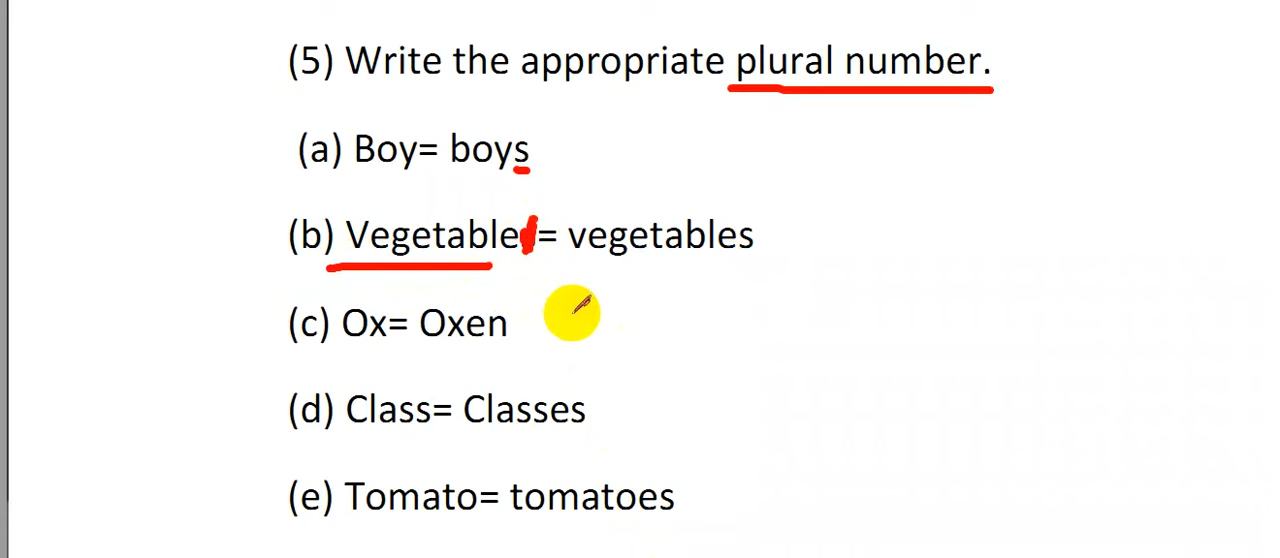 (5) Write the appropriate plural number.
(a) Boy= boys
(b) Vegetable = vegetables
(c) Ox= Oxen
(d) Class= Classes
(e) Tomato= tomatoes